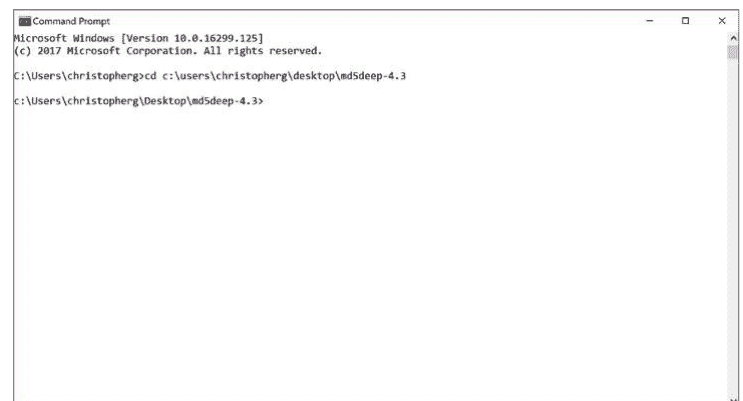 Command Prompt
Microsoft Windows [Version 10.0.16299.125]
(c) 2017 Microsoft Corporation. All rights reserved.
C:\Users\christopherg>cd c:\users\christopherg\desktop\md5deep-4.3
c:\Users\christopherg\Desktop\md5deep-4.3>